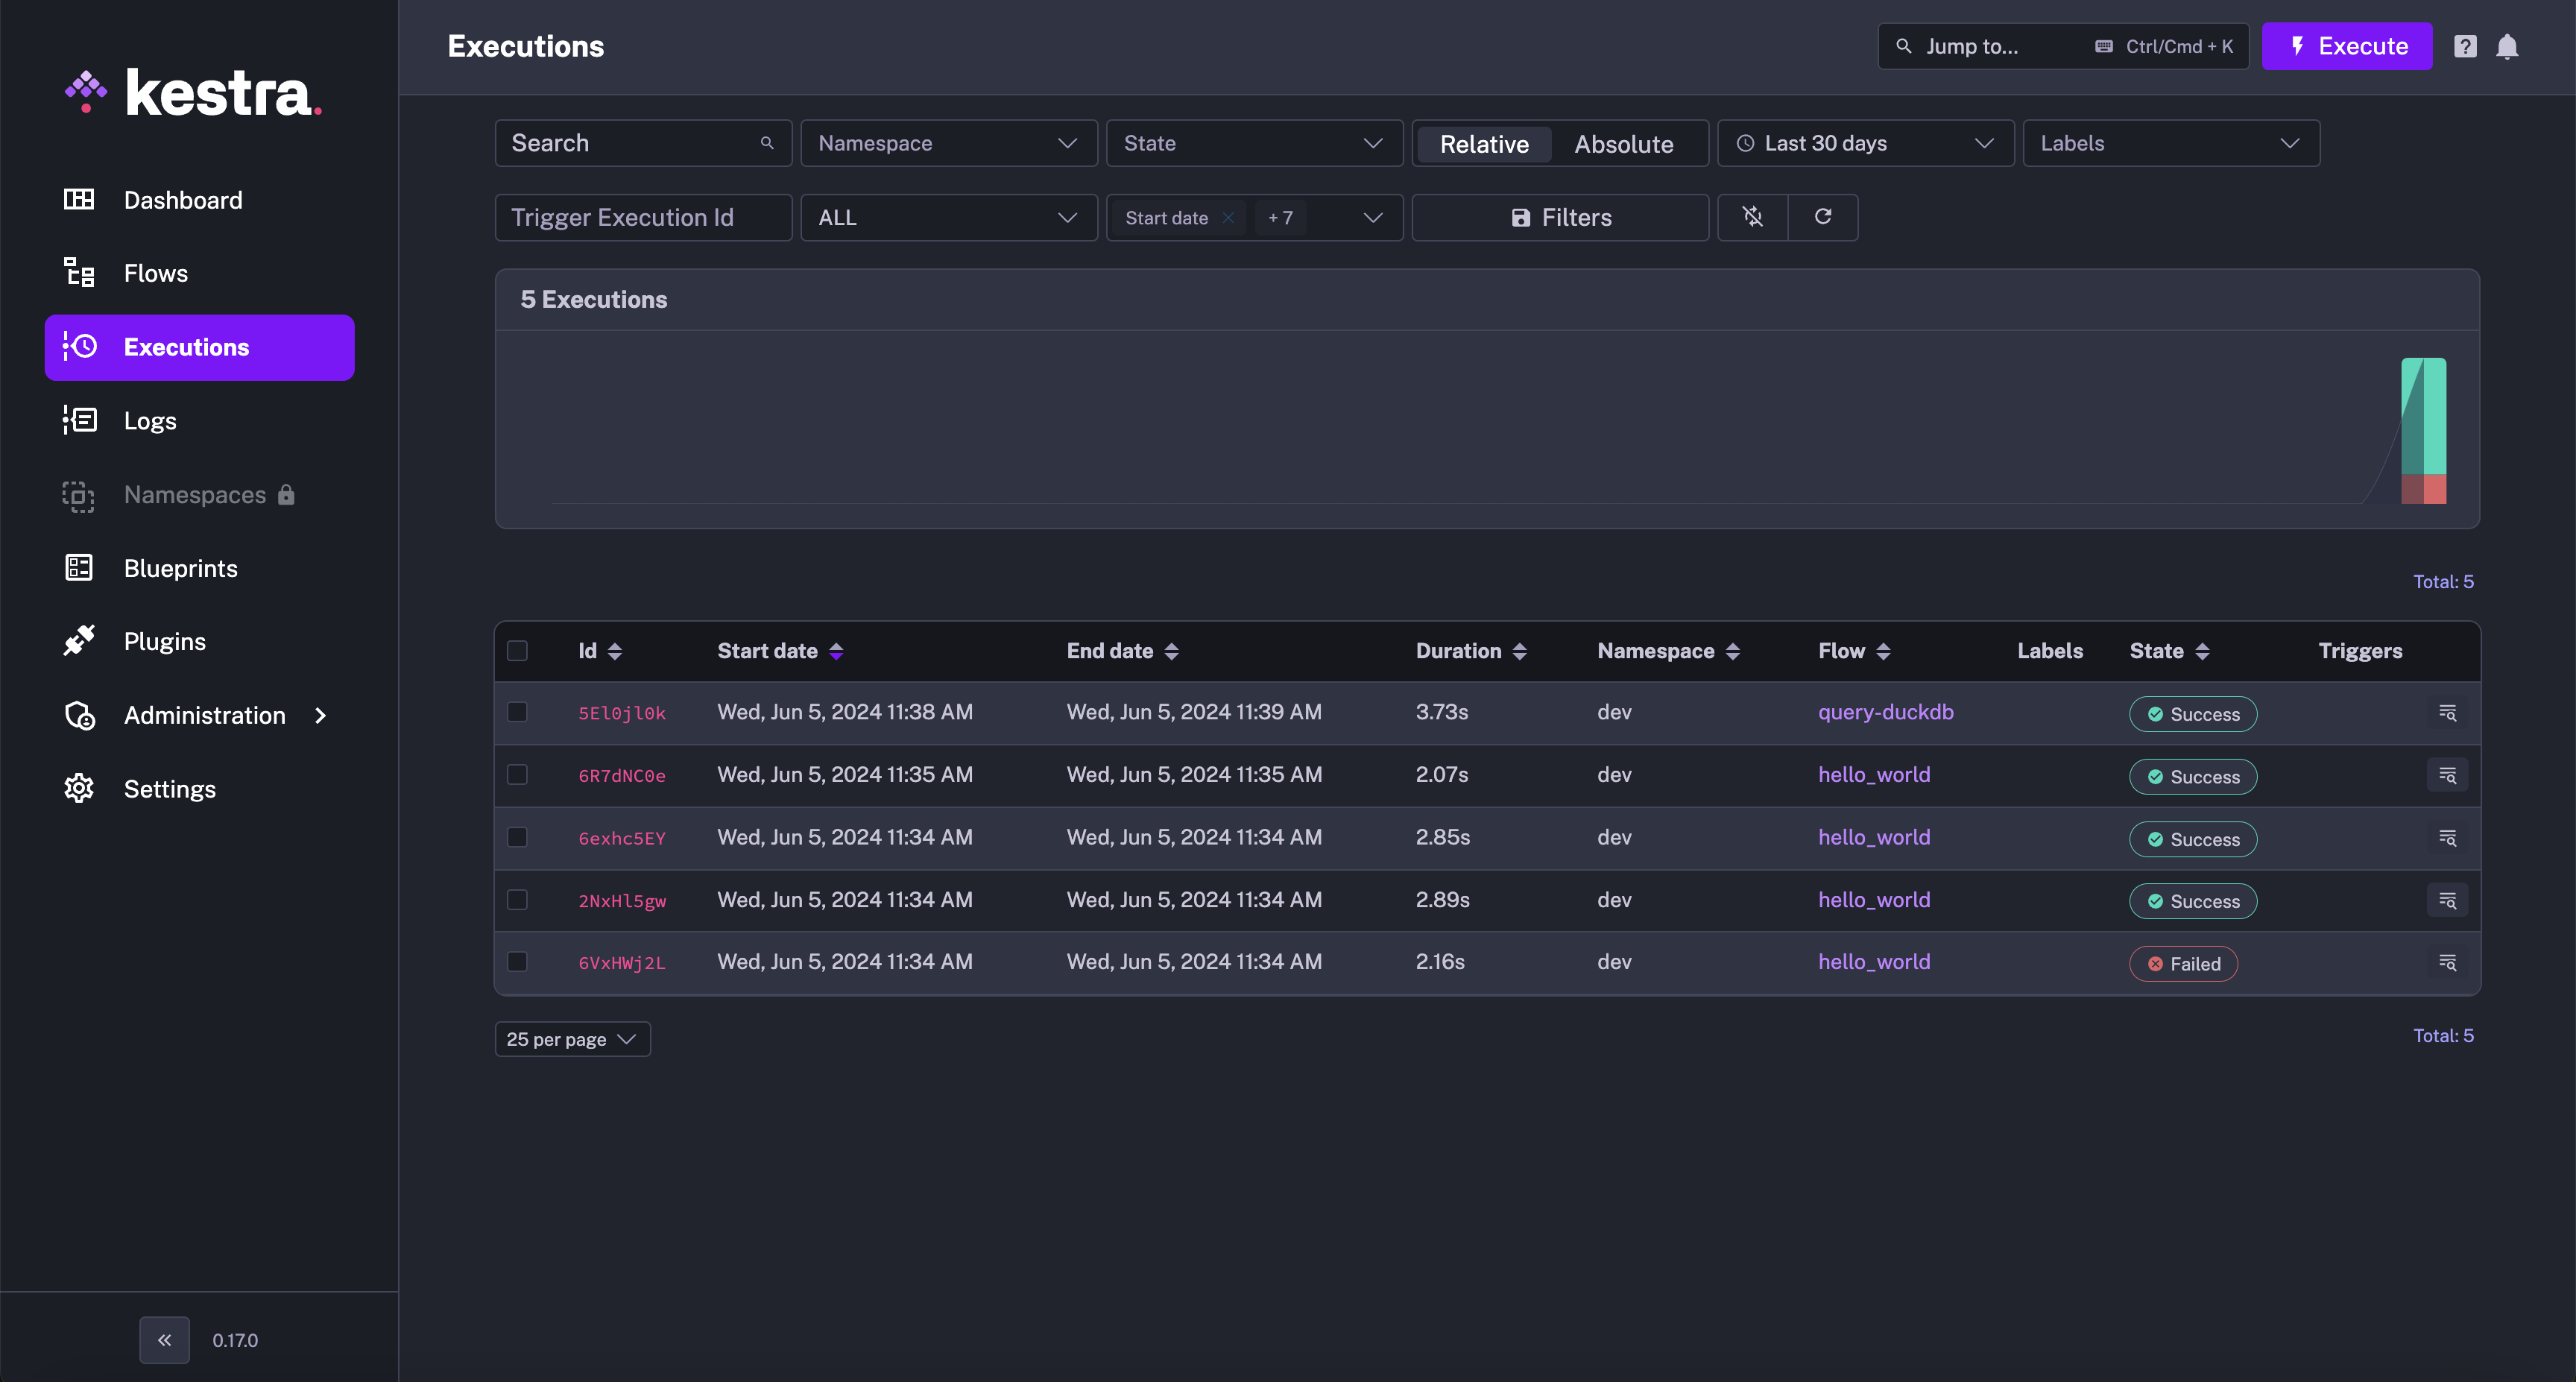 kestra.
Executions
Jump to...
Ctrl/Cmd + K
Execute
Dashboard
Flows
Executions
Logs
Namespaces
Blueprints
Plugins
Administration
Settings
0.17.0
Search
Namespace
State
Relative
Absolute
Last 30 days
Labels
Trigger Execution Id
ALL
Start date
+ 7
Filters
5 Executions
Total: 5
Id Start date End date Duration Namespace Flow Labels State Triggers
5El0jl0k Wed, Jun 5, 2024 11:38 AM Wed, Jun 5, 2024 11:39 AM 3.73s dev query-duckdb Success
6R7dNC0e Wed, Jun 5, 2024 11:35 AM Wed, Jun 5, 2024 11:35 AM 2.07s dev hello_world Success
6exhc5EY Wed, Jun 5, 2024 11:34 AM Wed, Jun 5, 2024 11:34 AM 2.85s dev hello_world Success
2NxHl5gw Wed, Jun 5, 2024 11:34 AM Wed, Jun 5, 2024 11:34 AM 2.89s dev hello_world Success
6VxHWj2L Wed, Jun 5, 2024 11:34 AM Wed, Jun 5, 2024 11:34 AM 2.16s dev hello_world Failed
25 per page
Total: 5